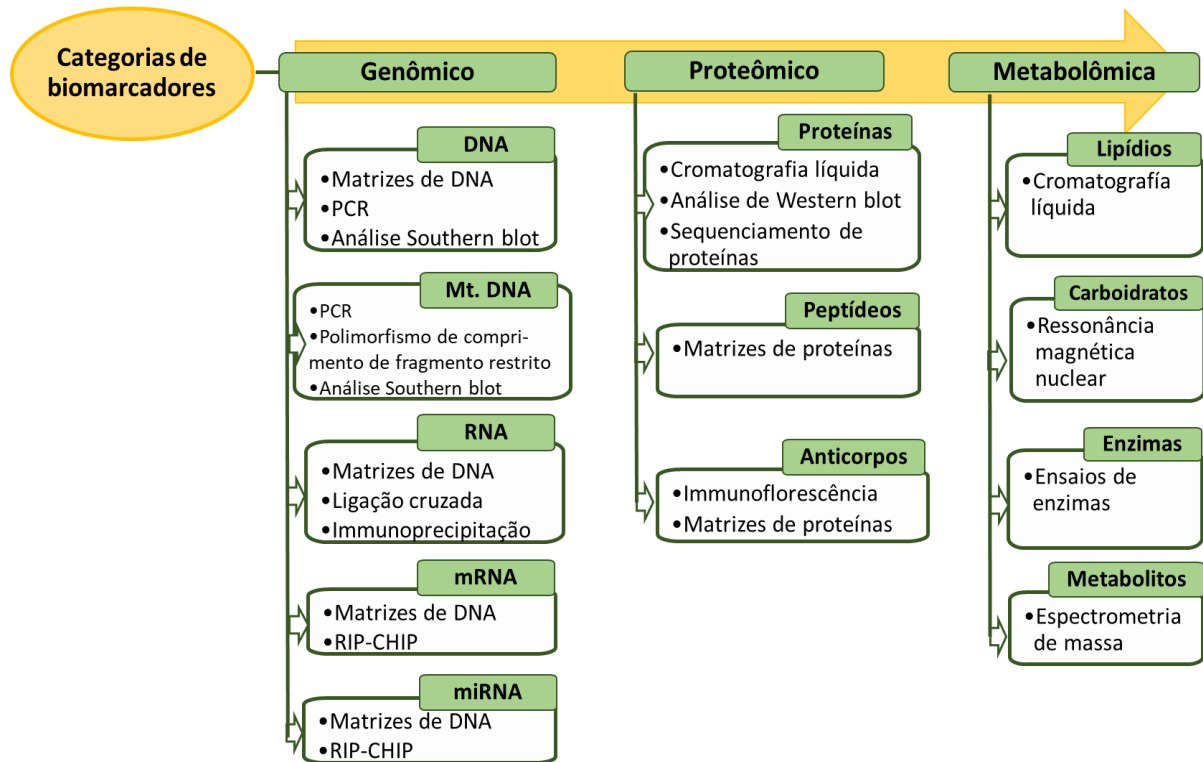 Categorias de
biomarcadores
Genômico
Proteômico
Metabolômica
DNA
•Matrizes de DNA
•PCR
•Análise Southern blot
Mt. DNA
•PCR
•Polimorfismo de compri-
mento de fragmento restrito
•Análise Southern blot
RNA
•Matrizes de DNA
•Ligação cruzada
•Immunoprecipitação
mRNA
•Matrizes de DNA
•RIP-CHIP
miRNA
•Matrizes de DNA
•RIP-CHIP
Proteínas
•Cromatografia líquida
•Análise de Western blot
•Sequenciamento de
proteínas
Peptídeos
•Matrizes de proteínas
Anticorpos
•Immunoflorescência
•Matrizes de proteínas
Lipídios
•Cromatografía
líquida
Carboidratos
•Ressonância
magnética
nuclear
Enzimas
•Ensaios de
enzimas
Metabolitos
•Espectrometria
de massa